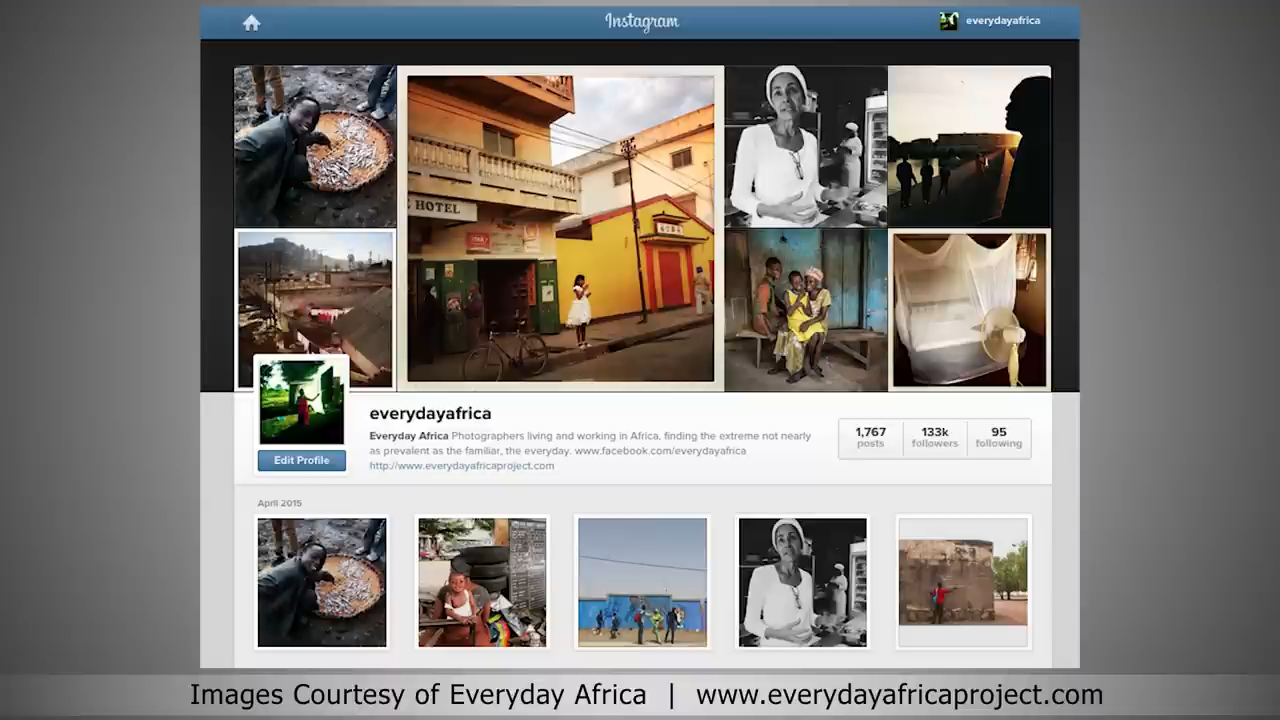 Instagram
everydayafrica
HOTEL
everydayafrica
Everyday Africa Photographers living and working in Africa, finding the extreme not nearly
as prevalent as the familiar, the everyday. www.facebook.com/everydayafrica
http://www.everydayafricaproject.com
1,767
posts
133k
followers
95
following
Edit Profile
April 2015
Images Courtesy of Everyday Africa | www.everydayafricaproject.com